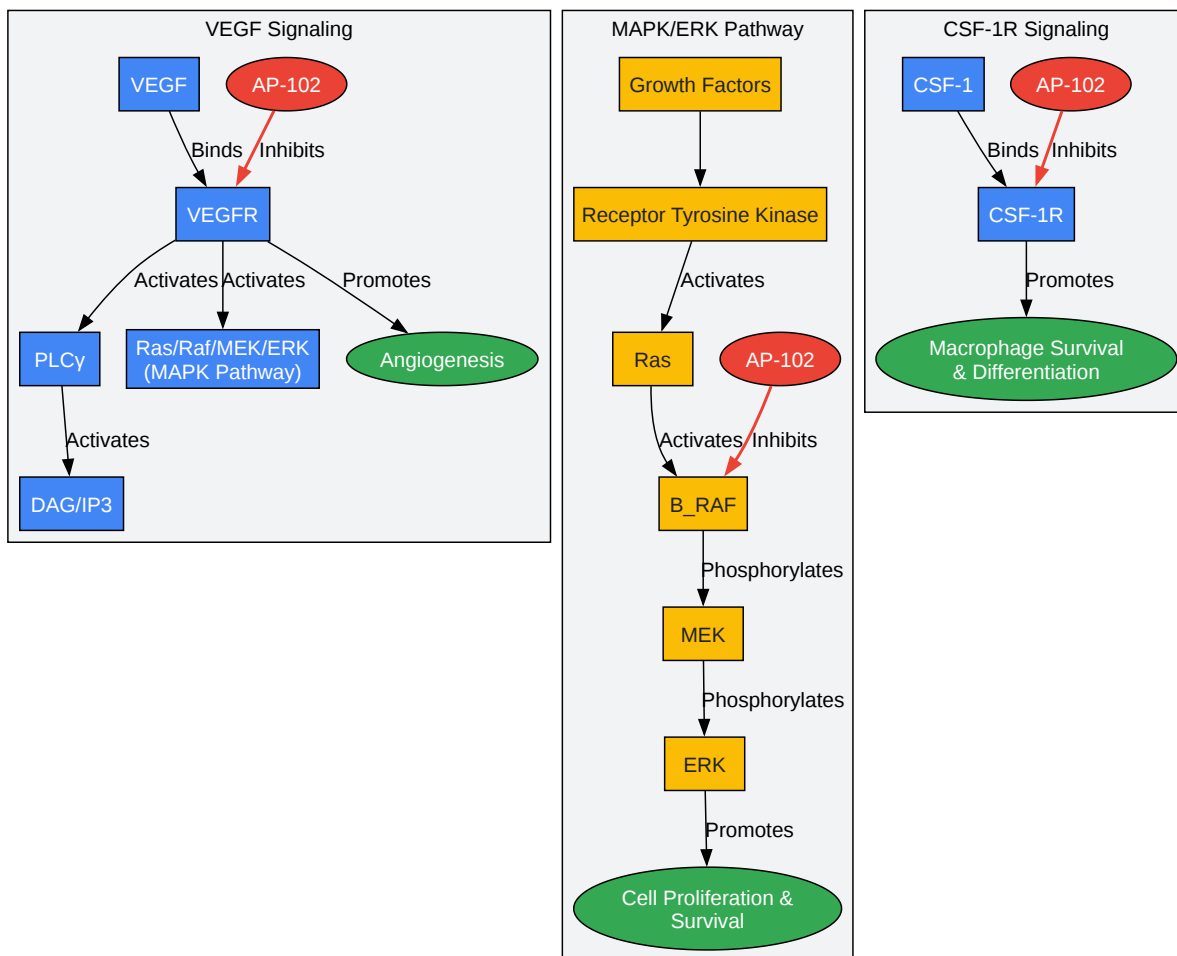 VEGF Signaling
VEGF
AP-102
Binds
Inhibits
VEGFR
Activates
Activates
Promotes
PLCγ
Ras/Raf/MEK/ERK
(MAPK Pathway)
Angiogenesis
Activates
DAG/IP3
MAPK/ERK Pathway
Growth Factors
Receptor Tyrosine Kinase
Activates
Ras
AP-102
Activates
Inhibits
B_RAF
Phosphorylates
MEK
Phosphorylates
ERK
Promotes
Cell Proliferation &
Survival
CSF-1R Signaling
CSF-1
AP-102
Binds
Inhibits
CSF-1R
Promotes
Macrophage Survival
& Differentiation